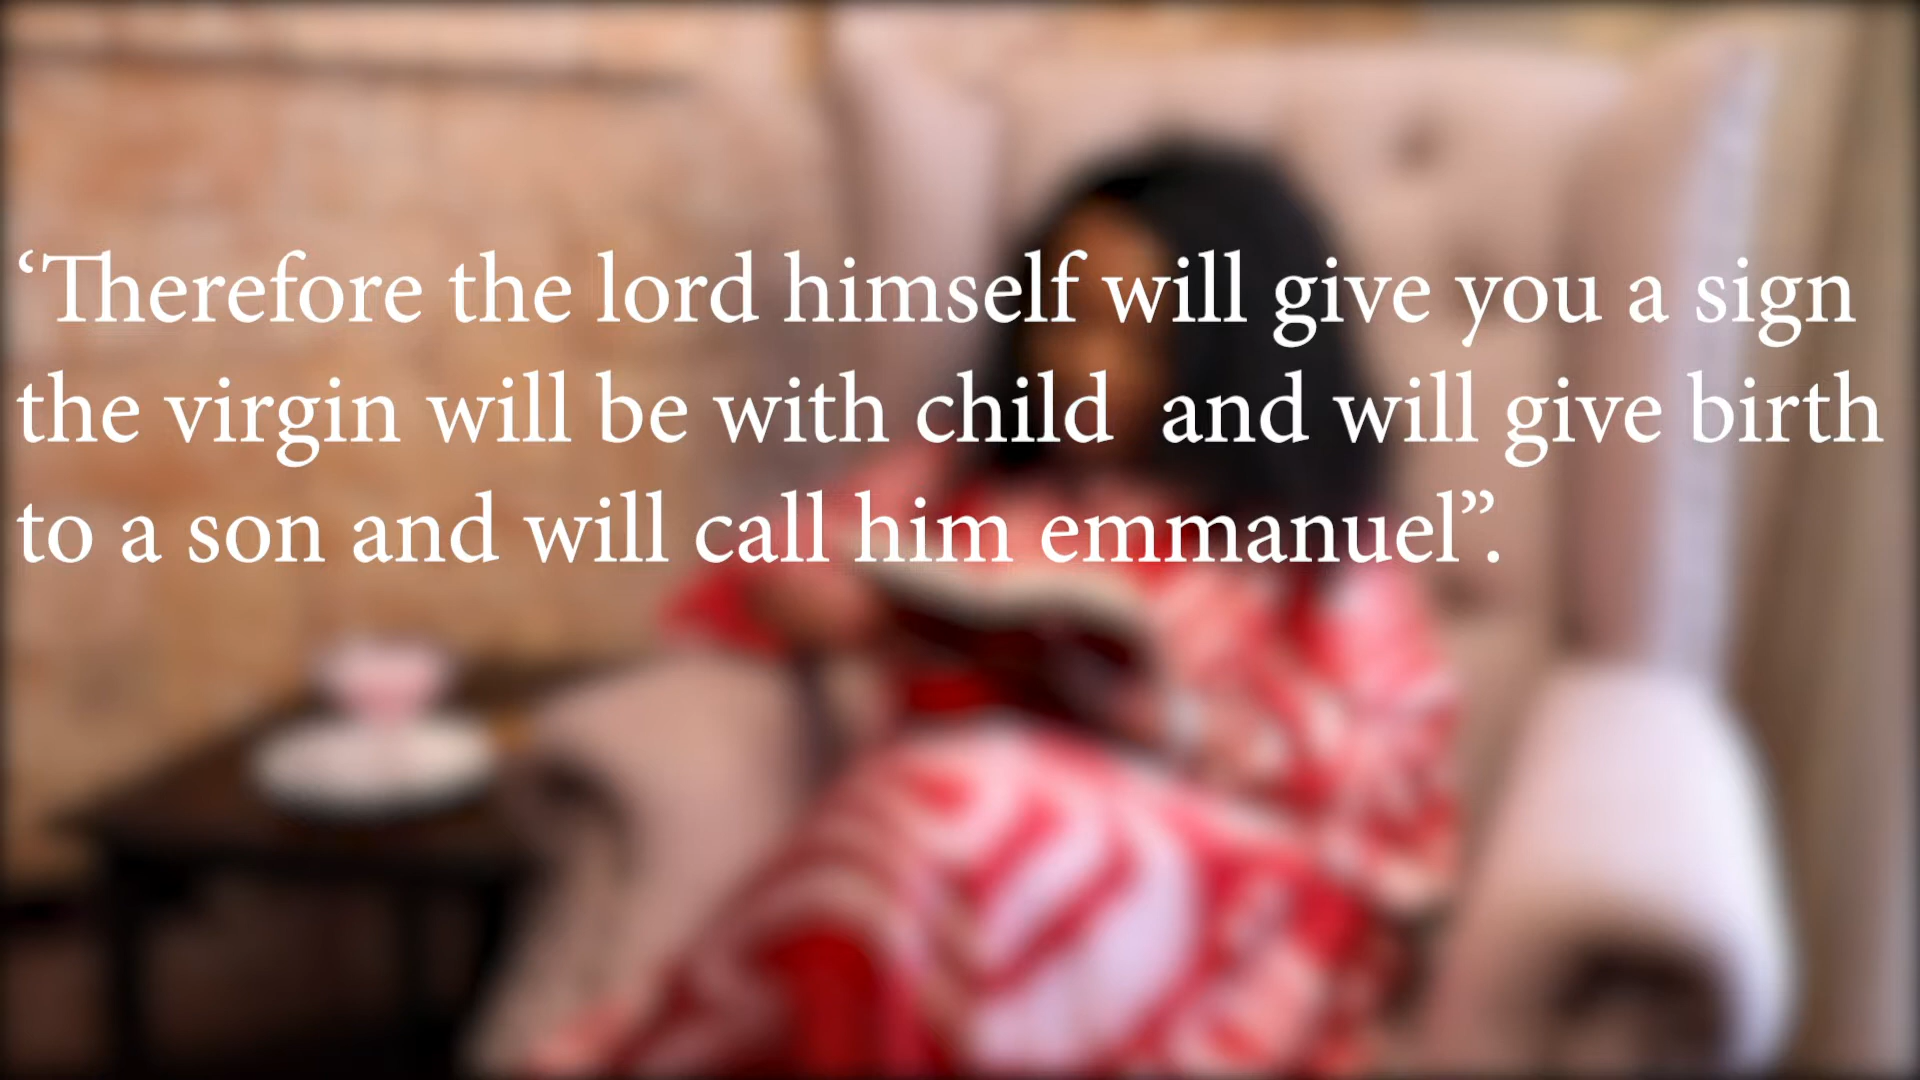 ‘Therefore the lord himself will give you a sign
the virgin will be with child  and will give birth
to a son and will call him emmanuel”.